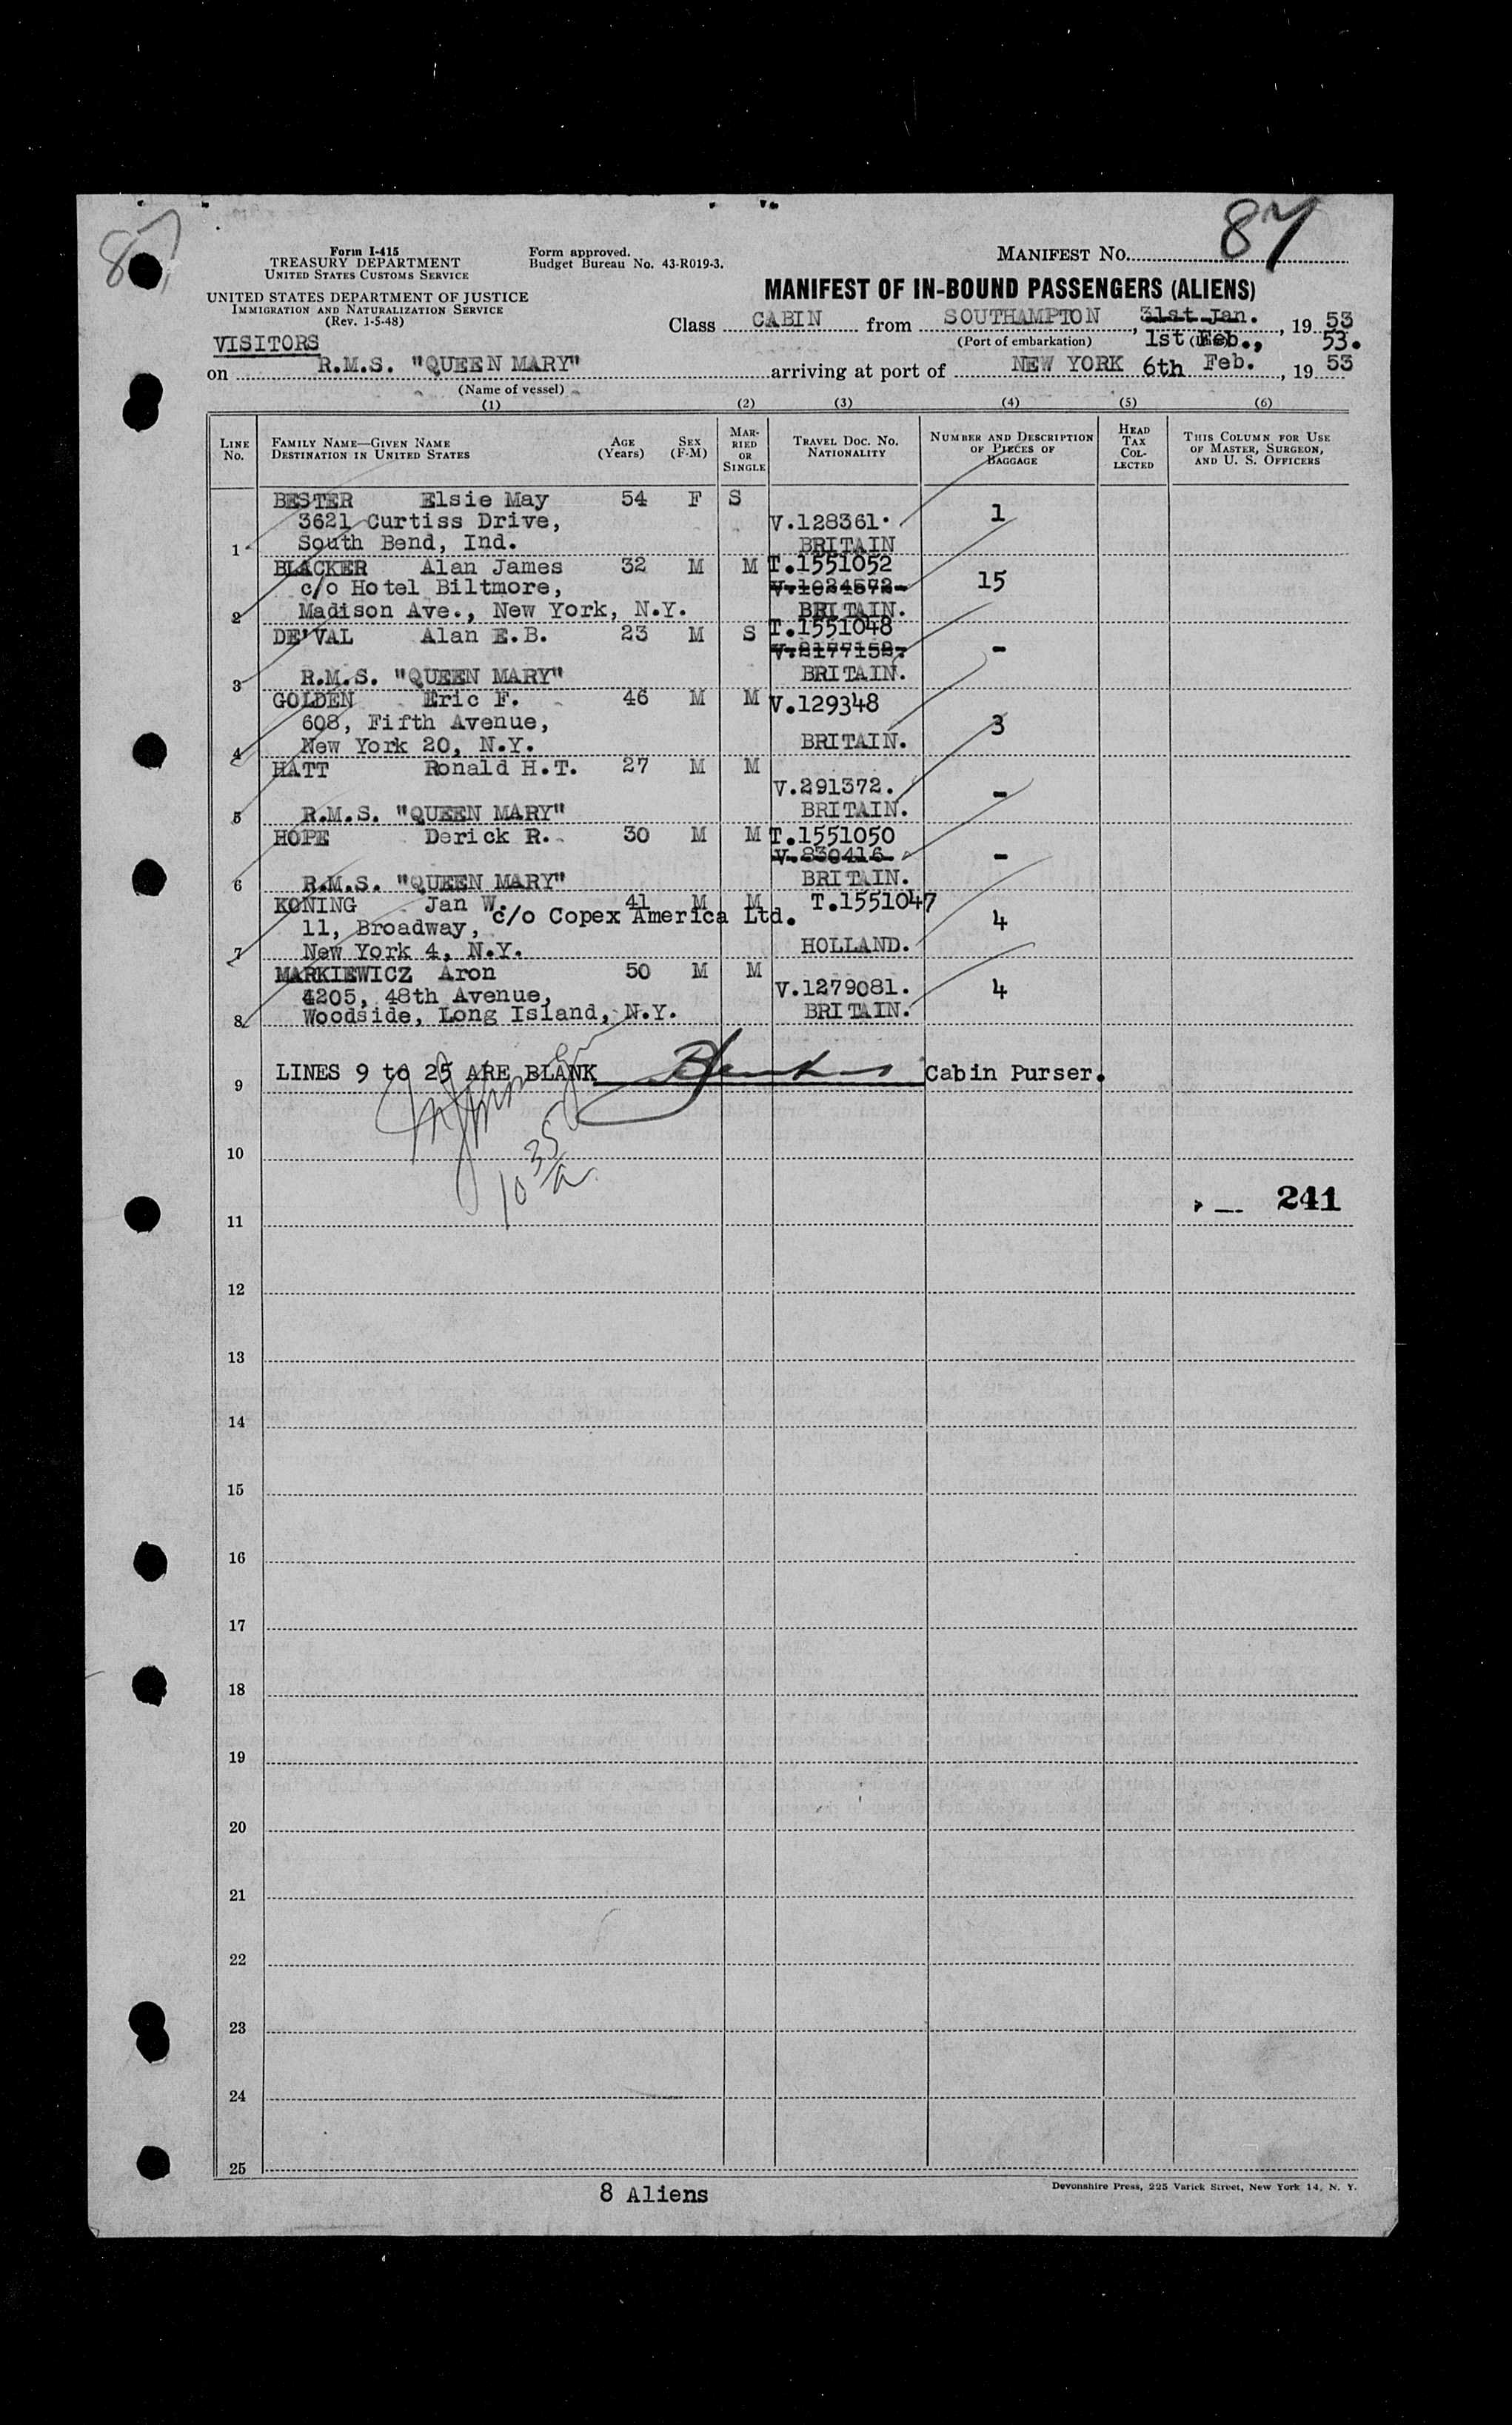 87
87
Form I-415
TREASURY DEPARTMENT
UNITED STATES CUSTOMS SERVICE
Form approved.
Budget Bureau No. 43-R019-3.
MANIFEST No.
UNITED STATES DEPARTMENT OF JUSTICE
IMMIGRATION AND NATURALIZATION SERVICE
(Rev. 1-5-48)
MANIFEST OF IN-BOUND PASSENGERS (ALIENS)
Class CABIN from SOUTHAMPTON, 31st Jan., 19 53
(Port of embarkation) 1st Feb., 53.
VISITORS
on R.M.S. "QUEEN MARY" arriving at port of NEW YORK 6th Feb., 19 53
(Name of vessel)
(1) (2) (3) (4) (5) (6)
LINE No. FAMILY NAME—GIVEN NAME DESTINATION IN UNITED STATES AGE (Years) SEX (F-M) MARRIED OR SINGLE TRAVEL DOC. No. NATIONALITY NUMBER AND DESCRIPTION OF PIECES OF BAGGAGE HEAD TAX COLLECTED THIS COLUMN FOR USE OF MASTER, SURGEON, AND U. S. OFFICERS
BESTER Elsie May 54 F S
3621 Curtiss Drive, V.128361. 1
1 South Bend, Ind. BRITAIN
BLACKER Alan James 32 M M T.1551052
c/o Hotel Biltmore, V.1024572 15
2 Madison Ave., New York, N.Y. BRITAIN.
DE'VAL Alan E.B. 23 M S T.1551048
V.2177152. -
3 R.M.S. "QUEEN MARY" BRITAIN.
GOLDEN Eric F. 46 M M V.129348
608, Fifth Avenue, 3
4 New York 20, N.Y. BRITAIN.
HATT Ronald H.T. 27 M M
V.291372. -
5 R.M.S. "QUEEN MARY" BRITAIN.
HOPE Derick R. 30 M M T.1551050
V.830416 -
6 R.M.S. "QUEEN MARY" BRITAIN.
KONING Jan W. 41 M M T.1551047
11, Broadway, c/o Copex America Ltd. 4
7 New York 4, N.Y. HOLLAND.
MARKIEWICZ Aron 50 M M
4205, 48th Avenue, V.1279081. 4
8 Woodside, Long Island, N.Y. BRITAIN.
9 LINES 9 to 25 ARE BLANK Cabin Purser.
10 10 35/a
241
11
12
13
14
15
16
17
18
19
20
21
22
23
24
25
8 Aliens
Devonshire Press, 225 Varick Street, New York 14, N. Y.